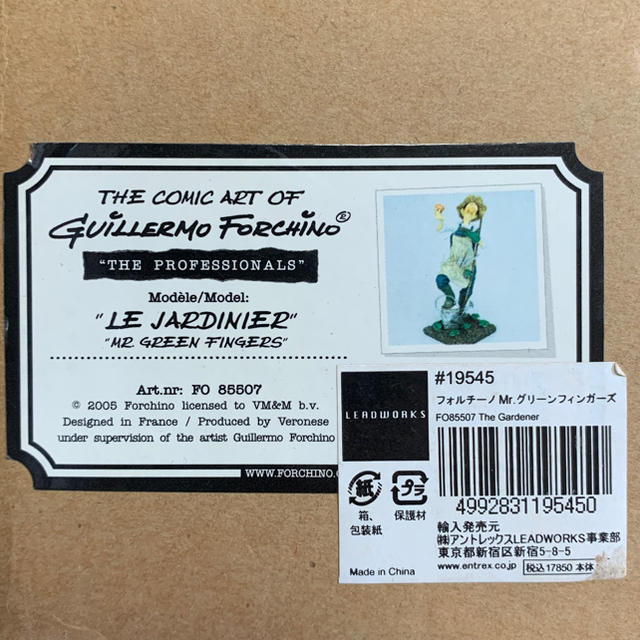 THE COMIC ART OF
GUILLERMO FORCHINO®
"THE PROFESSIONALS"
Modèle/Model:
"LE JARDINIER"
"MR. GREEN FINGERS"
Art.nr: FO 85507
© 2005 Forchino licensed to VM&M b.v.
Designed in France / Produced by Veronese
under supervision of the artist Guillermo Forchino
WWW.FORCHINO.
LEADWORKS
#19545
フォルチーノ Mr.グリーンフィンガーズ
FO85507 The Gardener
紙
プラ
箱、
包装紙
保護材
4992831195450
輸入発売元
㈱アントレックスLEADWORKS事業部
東京都新宿区新宿5-8-5
www.entrex.co.jp
税込17850 本体
Made in China